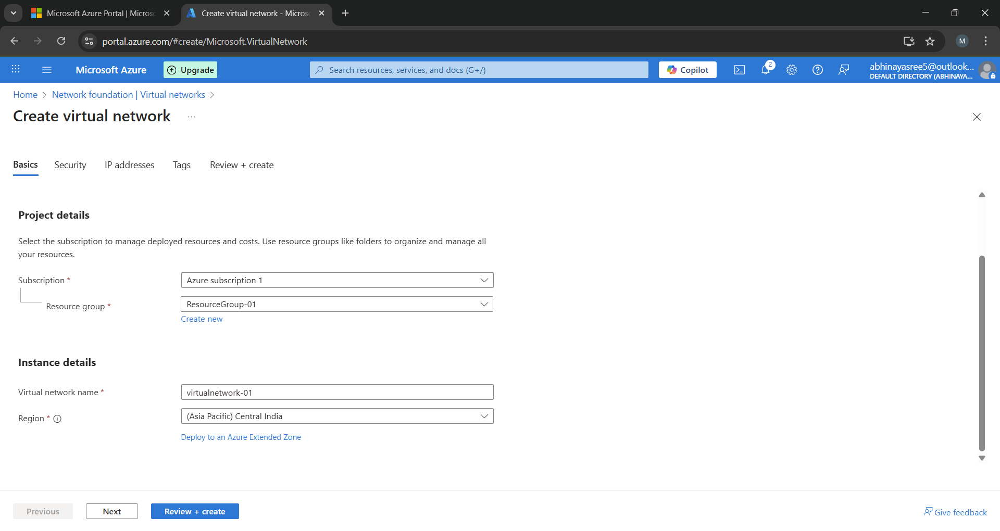 Microsoft Azure Portal | Micros
Create virtual network - Micros
portal.azure.com/#create/Microsoft.VirtualNetwork
M
Microsoft Azure
Upgrade
Search resources, services, and docs (G+/)
Copilot
2
abhinayasree5@outlook...
DEFAULT DIRECTORY (ABHINAYA...
Home > Network foundation | Virtual networks >
Create virtual network ...
Basics Security IP addresses Tags Review + create
Project details
Select the subscription to manage deployed resources and costs. Use resource groups like folders to organize and manage all
your resources.
Subscription * Azure subscription 1
Resource group * ResourceGroup-01
Create new
Instance details
Virtual network name * virtualnetwork-01
Region * (Asia Pacific) Central India
Deploy to an Azure Extended Zone
Previous Next Review + create Give feedback